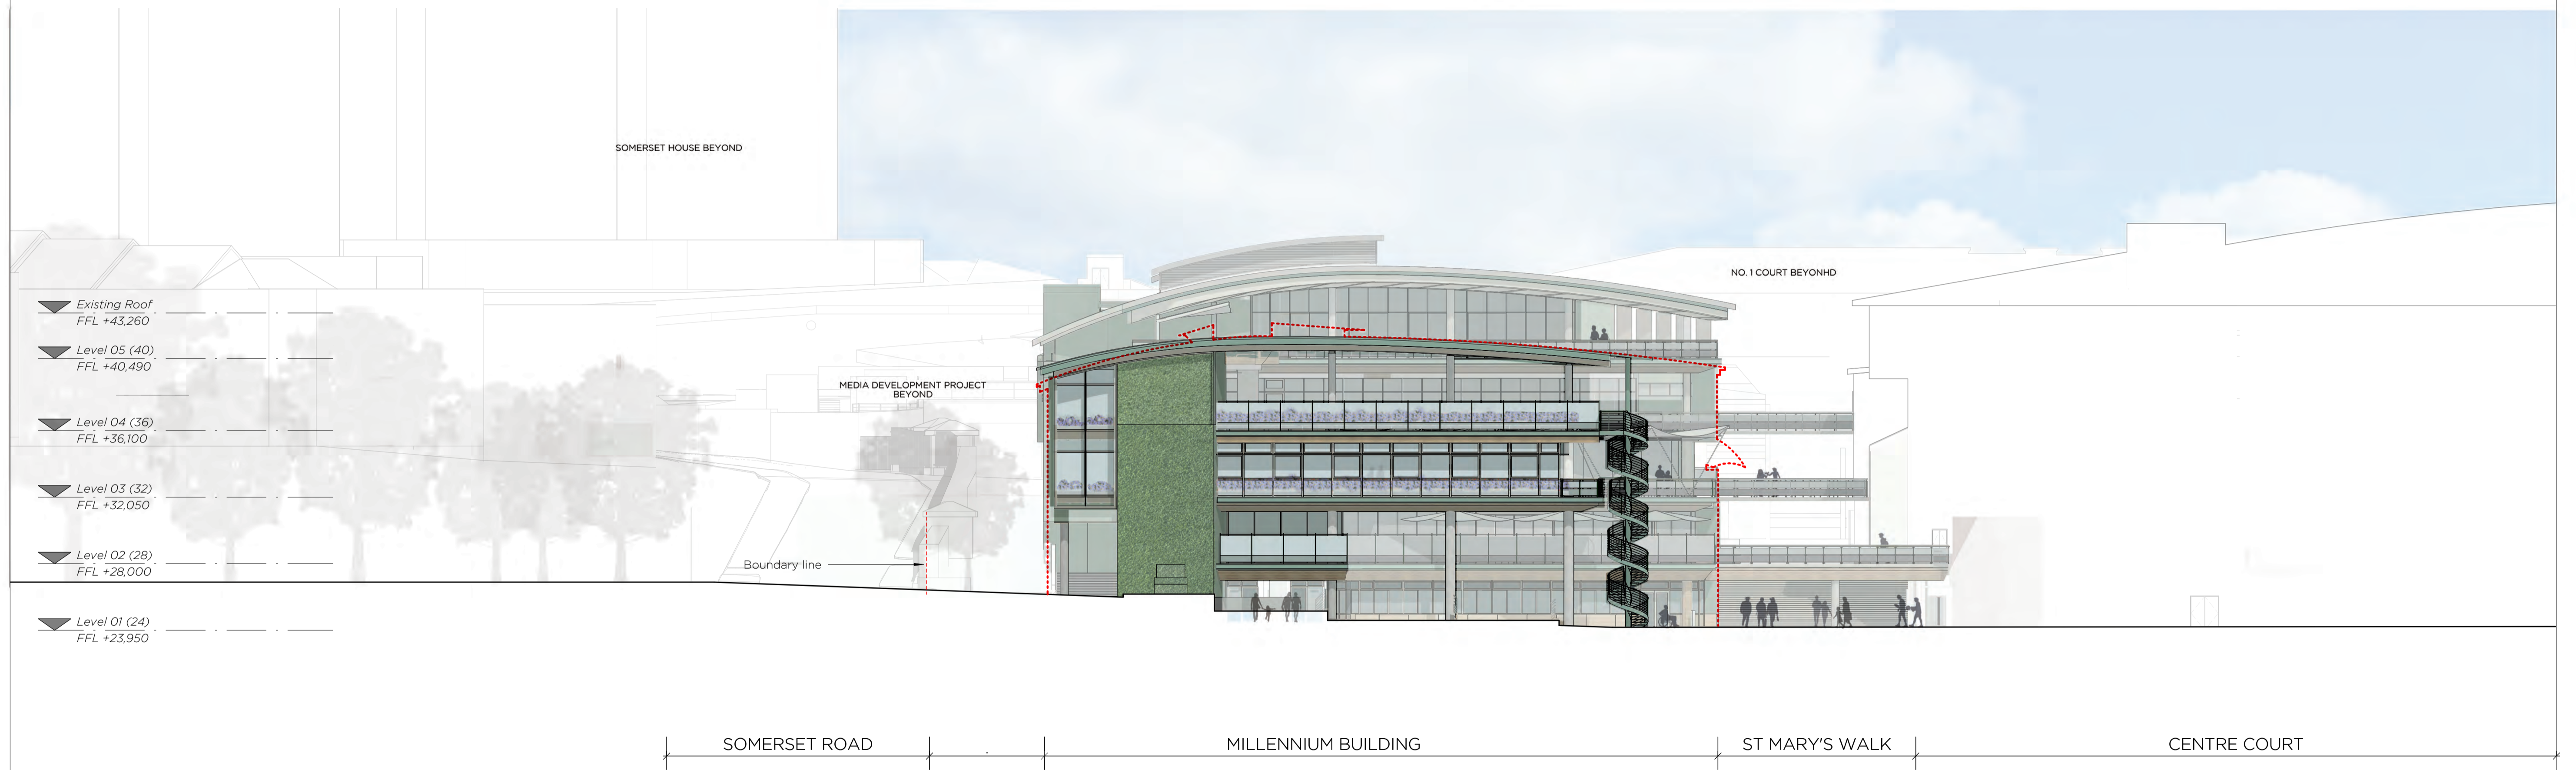 SOMERSET HOUSE BEYOND
NO. 1 COURT BEYONHD
Existing Roof
FFL +43,260
Level 05 (40)
FFL +40,490
MEDIA DEVELOPMENT PROJECT
BEYOND
Level 04 (36)
FFL +36,100
Level 03 (32)
FFL +32,050
Level 02 (28)
FFL +28,000
Boundary line
Level 01 (24)
FFL +23,950
SOMERSET ROAD
MILLENNIUM BUILDING
ST MARY'S WALK
CENTRE COURT